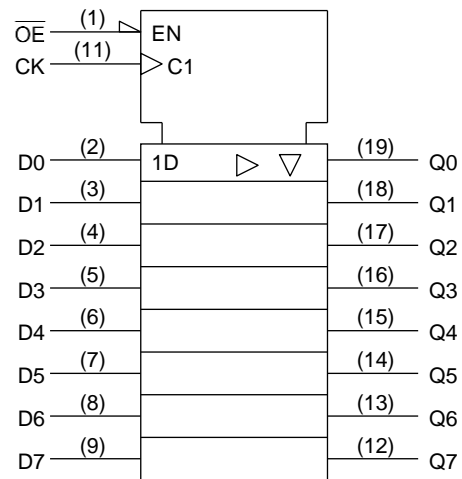 O̅E̅ (1) EN
CK (11) C1
D0 (2) 1D (19) Q0
D1 (3) (18) Q1
D2 (4) (17) Q2
D3 (5) (16) Q3
D4 (6) (15) Q4
D5 (7) (14) Q5
D6 (8) (13) Q6
D7 (9) (12) Q7